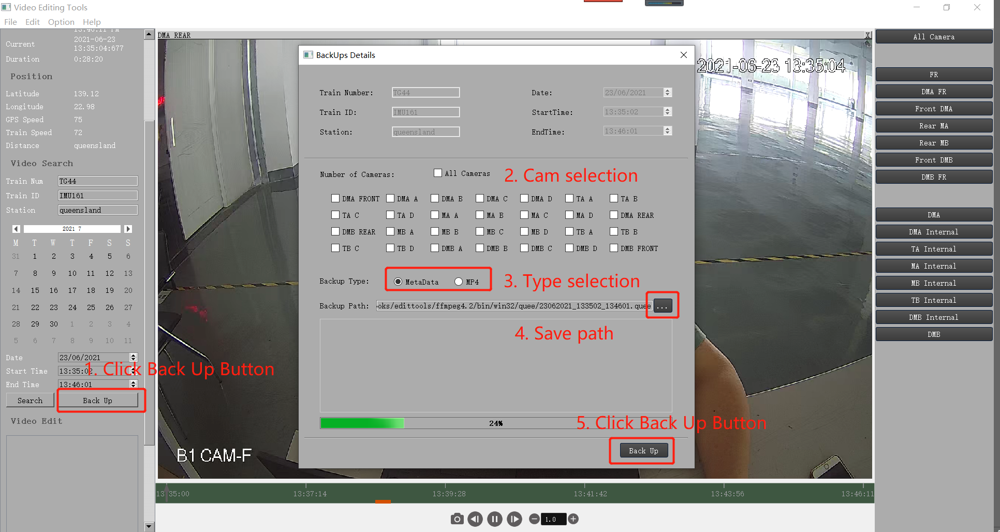 Video Editing Tools
File Edit Option Help
Current 2021-06-23 13:35:04:677
Duration 0:28:20
Position
Latitude 139.12
Longitude 22.98
GPS Speed 75
Train Speed 72
Distance queensland
Video Search
Train Num TG44
Train ID IMU161
Station queensland
2021 7
M T W T F S S
31 1 2 3 4 5 6
7 8 9 10 11 12 13
14 15 16 17 18 19 20
21 22 23 24 25 26 27
28 29 30 1 2 3 4
5 6 7 8 9 10 11
Date 23/06/2021
Start Time 13:35:02
End Time 13:46:01
1. Click Back Up Button
Search Back Up
Video Edit
DMA REAR X
2021-06-23 13:35:04
B1 CAM-F
BackUps Details
Train Number: TG44 Date: 23/06/2021
Train ID: IMU161 StartTime: 13:35:02
Station: queensland EndTime: 13:46:01
Number of Cameras: All Cameras 2. Cam selection
DMA FRONT DMA A DMA B DMA C DMA D TA A TA B
TA C TA D MA A MA B MA C MA D DMA REAR
DMB REAR MB A MB B MB C MB D TB A TB B
TB C TB D DMB A DMB B DMB C DMB D DMB FRONT
Backup Type: MetaData MP4 3. Type selection
Backup Path: oks/edittools/ffmpeg4.2/bin/win32/quee/23062021_133502_134601.quee ...
4. Save path
24%
5. Click Back Up Button
Back Up
13:35:00 13:37:14 13:39:28 13:41:42 13:43:56 13:46:11
1.0
All Camera
FR
DMA FR
Front DMA
Rear MA
Rear MB
Front DMB
DMB FR
DMA
DMA Internal
TA Internal
MA Internal
MB Internal
TB Internal
DMB Internal
DMB